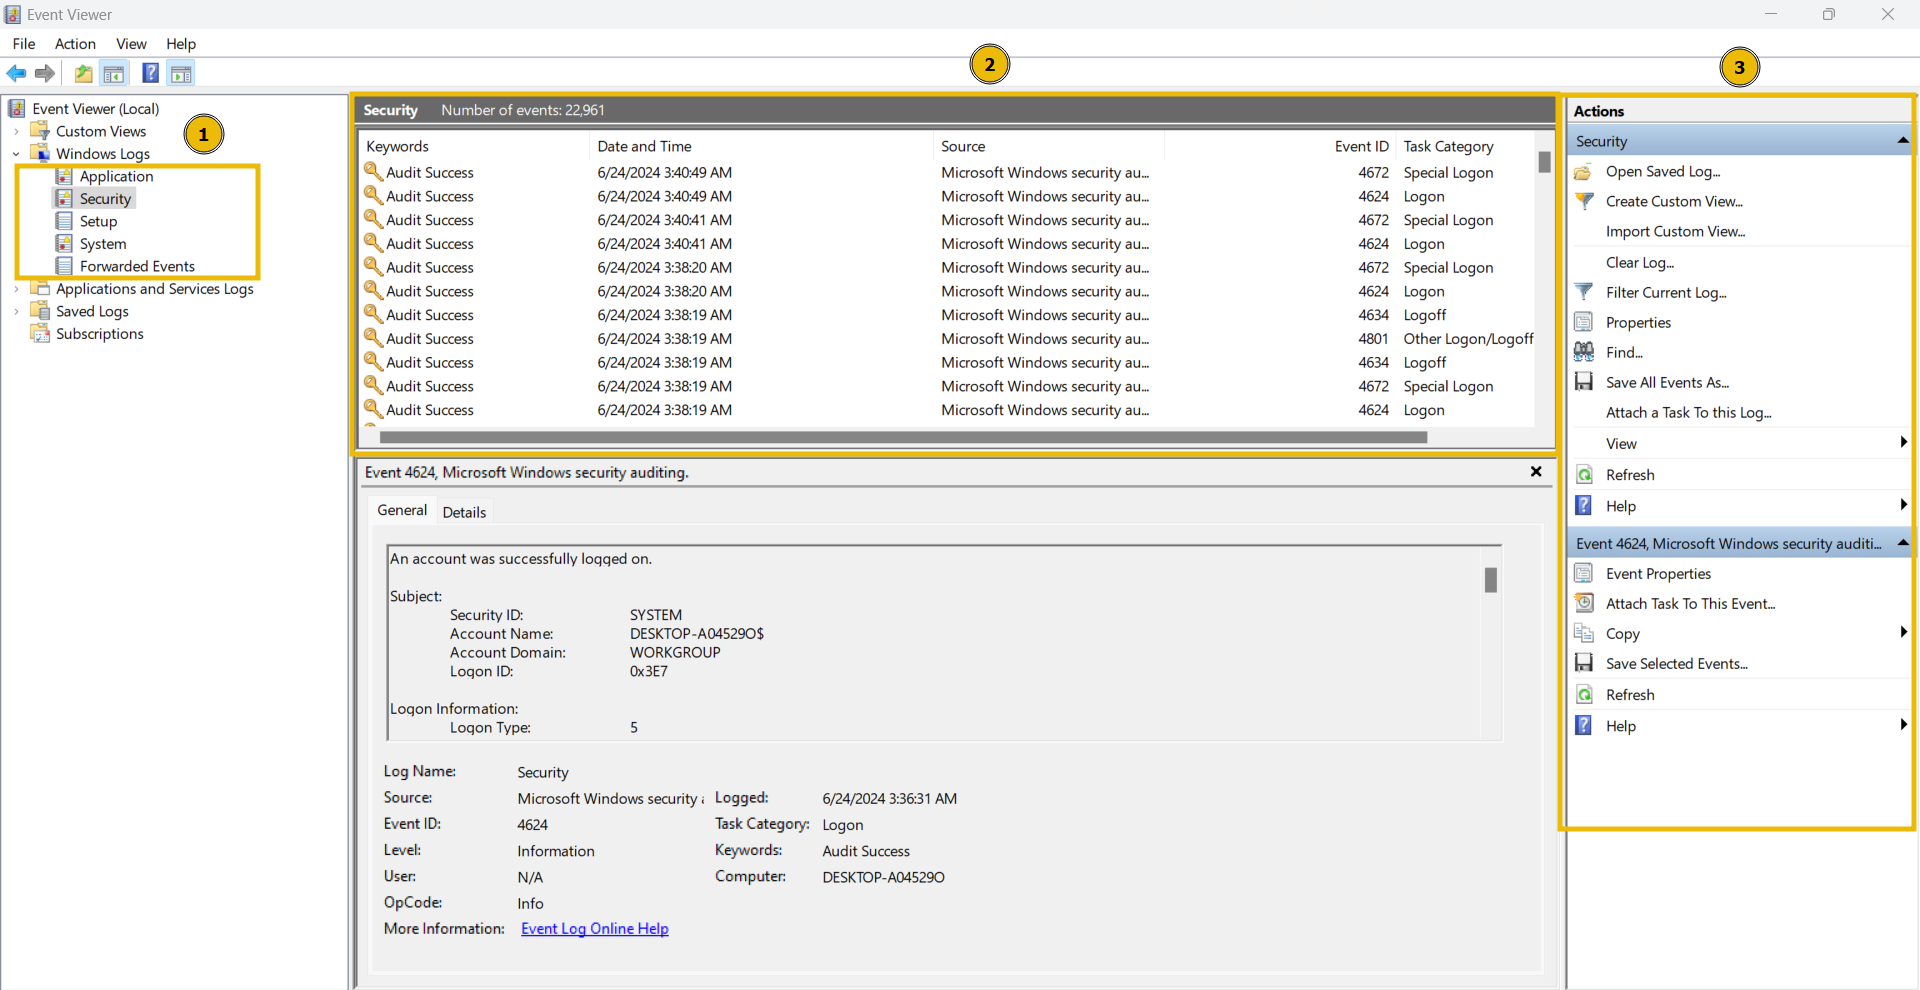 Event Viewer
File Action View Help
1
2
3
Event Viewer (Local)
Custom Views
Windows Logs
Application
Security
Setup
System
Forwarded Events
Applications and Services Logs
Saved Logs
Subscriptions
Security Number of events: 22,961
Keywords Date and Time Source Event ID Task Category
Audit Success 6/24/2024 3:40:49 AM Microsoft Windows security au... 4672 Special Logon
Audit Success 6/24/2024 3:40:49 AM Microsoft Windows security au... 4624 Logon
Audit Success 6/24/2024 3:40:41 AM Microsoft Windows security au... 4672 Special Logon
Audit Success 6/24/2024 3:40:41 AM Microsoft Windows security au... 4624 Logon
Audit Success 6/24/2024 3:38:20 AM Microsoft Windows security au... 4672 Special Logon
Audit Success 6/24/2024 3:38:20 AM Microsoft Windows security au... 4624 Logon
Audit Success 6/24/2024 3:38:19 AM Microsoft Windows security au... 4634 Logoff
Audit Success 6/24/2024 3:38:19 AM Microsoft Windows security au... 4801 Other Logon/Logoff
Audit Success 6/24/2024 3:38:19 AM Microsoft Windows security au... 4634 Logoff
Audit Success 6/24/2024 3:38:19 AM Microsoft Windows security au... 4672 Special Logon
Audit Success 6/24/2024 3:38:19 AM Microsoft Windows security au... 4624 Logon
Event 4624, Microsoft Windows security auditing.
General Details
An account was successfully logged on.
Subject:
Security ID: SYSTEM
Account Name: DESKTOP-A04529O$
Account Domain: WORKGROUP
Logon ID: 0x3E7
Logon Information:
Logon Type: 5
Log Name: Security
Source: Microsoft Windows security Logged: 6/24/2024 3:36:31 AM
Event ID: 4624 Task Category: Logon
Level: Information Keywords: Audit Success
User: N/A Computer: DESKTOP-A04529O
OpCode: Info
More Information: Event Log Online Help
Actions
Security
Open Saved Log...
Create Custom View...
Import Custom View...
Clear Log...
Filter Current Log...
Properties
Find...
Save All Events As...
Attach a Task To this Log...
View
Refresh
Help
Event 4624, Microsoft Windows security auditi...
Event Properties
Attach Task To This Event...
Copy
Save Selected Events...
Refresh
Help